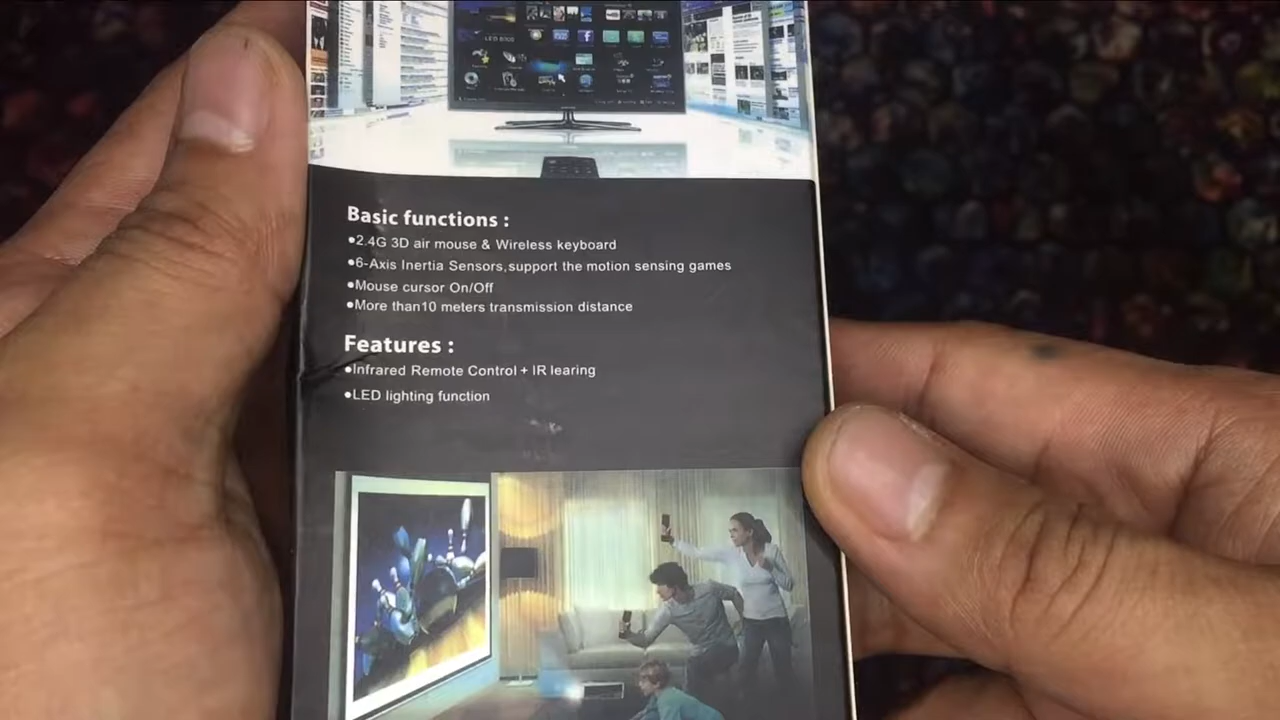 Basic functions :
•2.4G 3D air mouse & Wireless keyboard
•6-Axis Inertia Sensors,support the motion sensing games
•Mouse cursor On/Off
•More than10 meters transmission distance
Features :
•Infrared Remote Control + IR learing
•LED lighting function